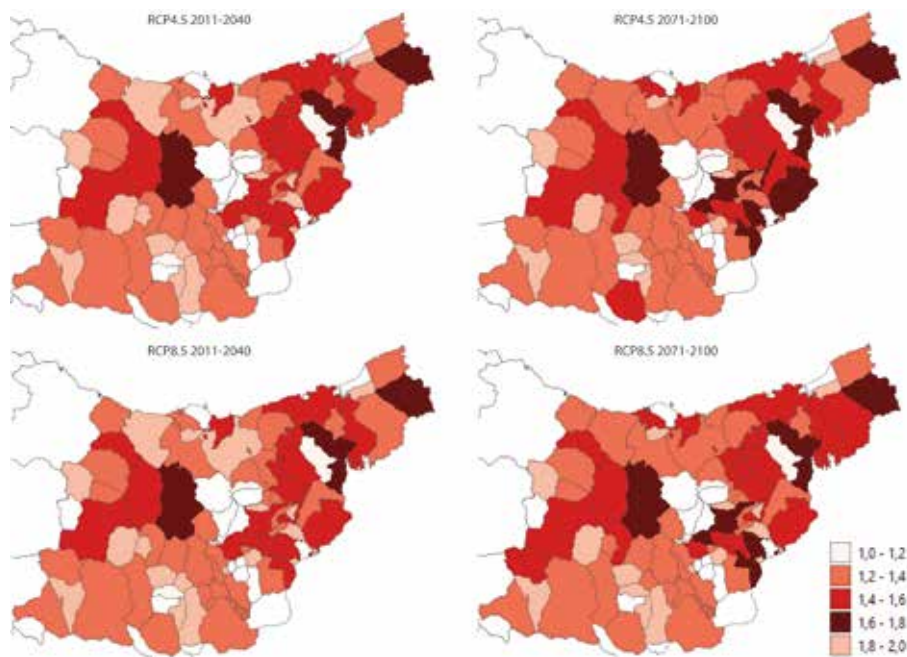 RCP4.5 2011-2040
RCP4.5 2071-2100
RCP8.5 2011-2040
RCP8.5 2071-2100
1,0 - 1,2
1,2 - 1,4
1,4 - 1,6
1,6 - 1,8
1,8 - 2,0